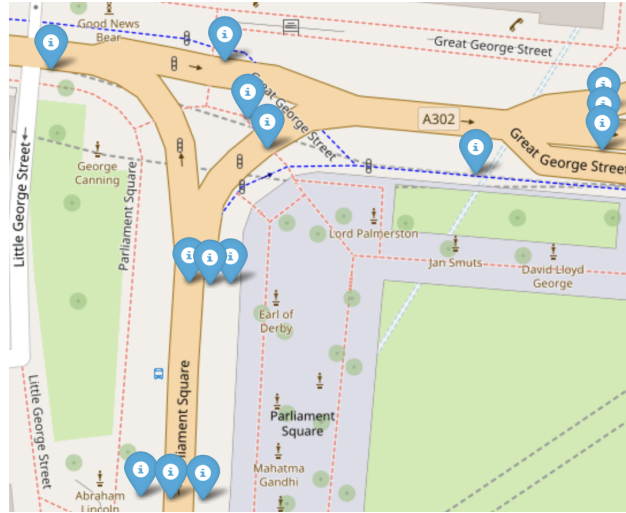 Good News
Bear
Great George Street
Great George Street
A302
Great George Street
George
Canning
Little George Street
Parliament Square
Lord Palmerston
Jan Smuts
David Lloyd
George
Earl of
Derby
Little George Street
liament Square
Parliament
Square
Mahatma
Gandhi
Abraham
Lincoln